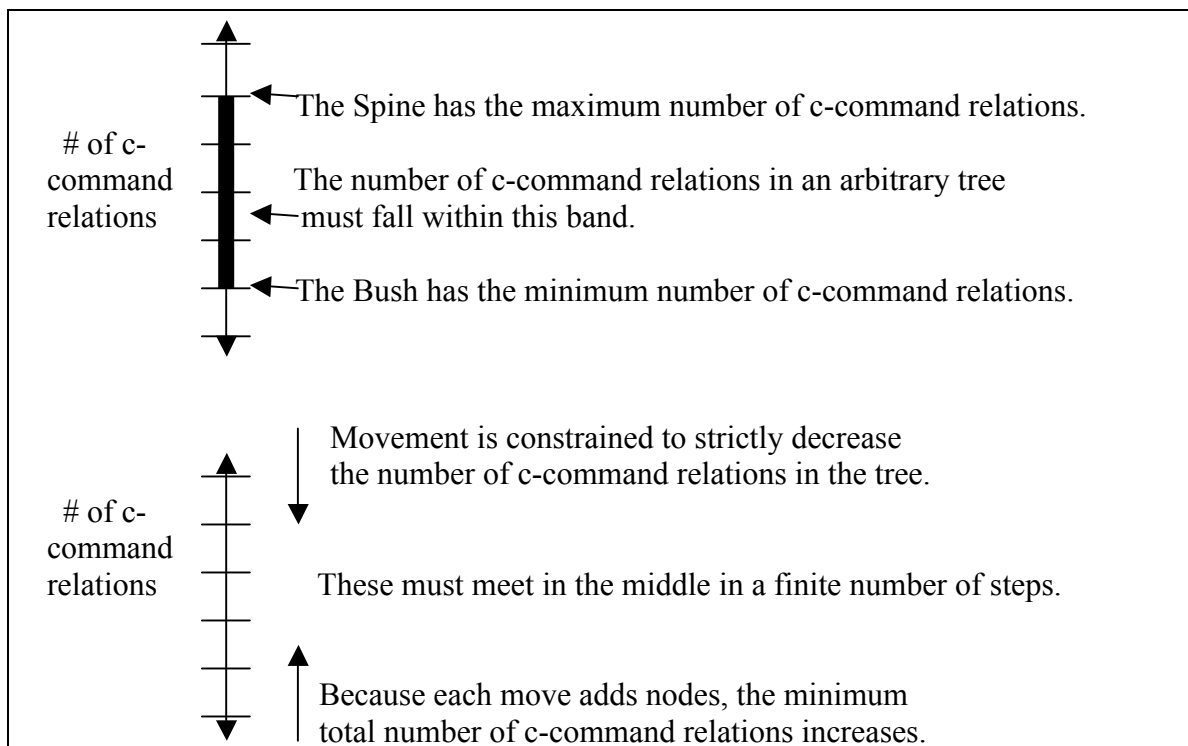 The Spine has the maximum number of c-command relations.
# of c-
command
relations
The number of c-command relations in an arbitrary tree
must fall within this band.
The Bush has the minimum number of c-command relations.
Movement is constrained to strictly decrease
the number of c-command relations in the tree.
# of c-
command
relations
These must meet in the middle in a finite number of steps.
Because each move adds nodes, the minimum
total number of c-command relations increases.